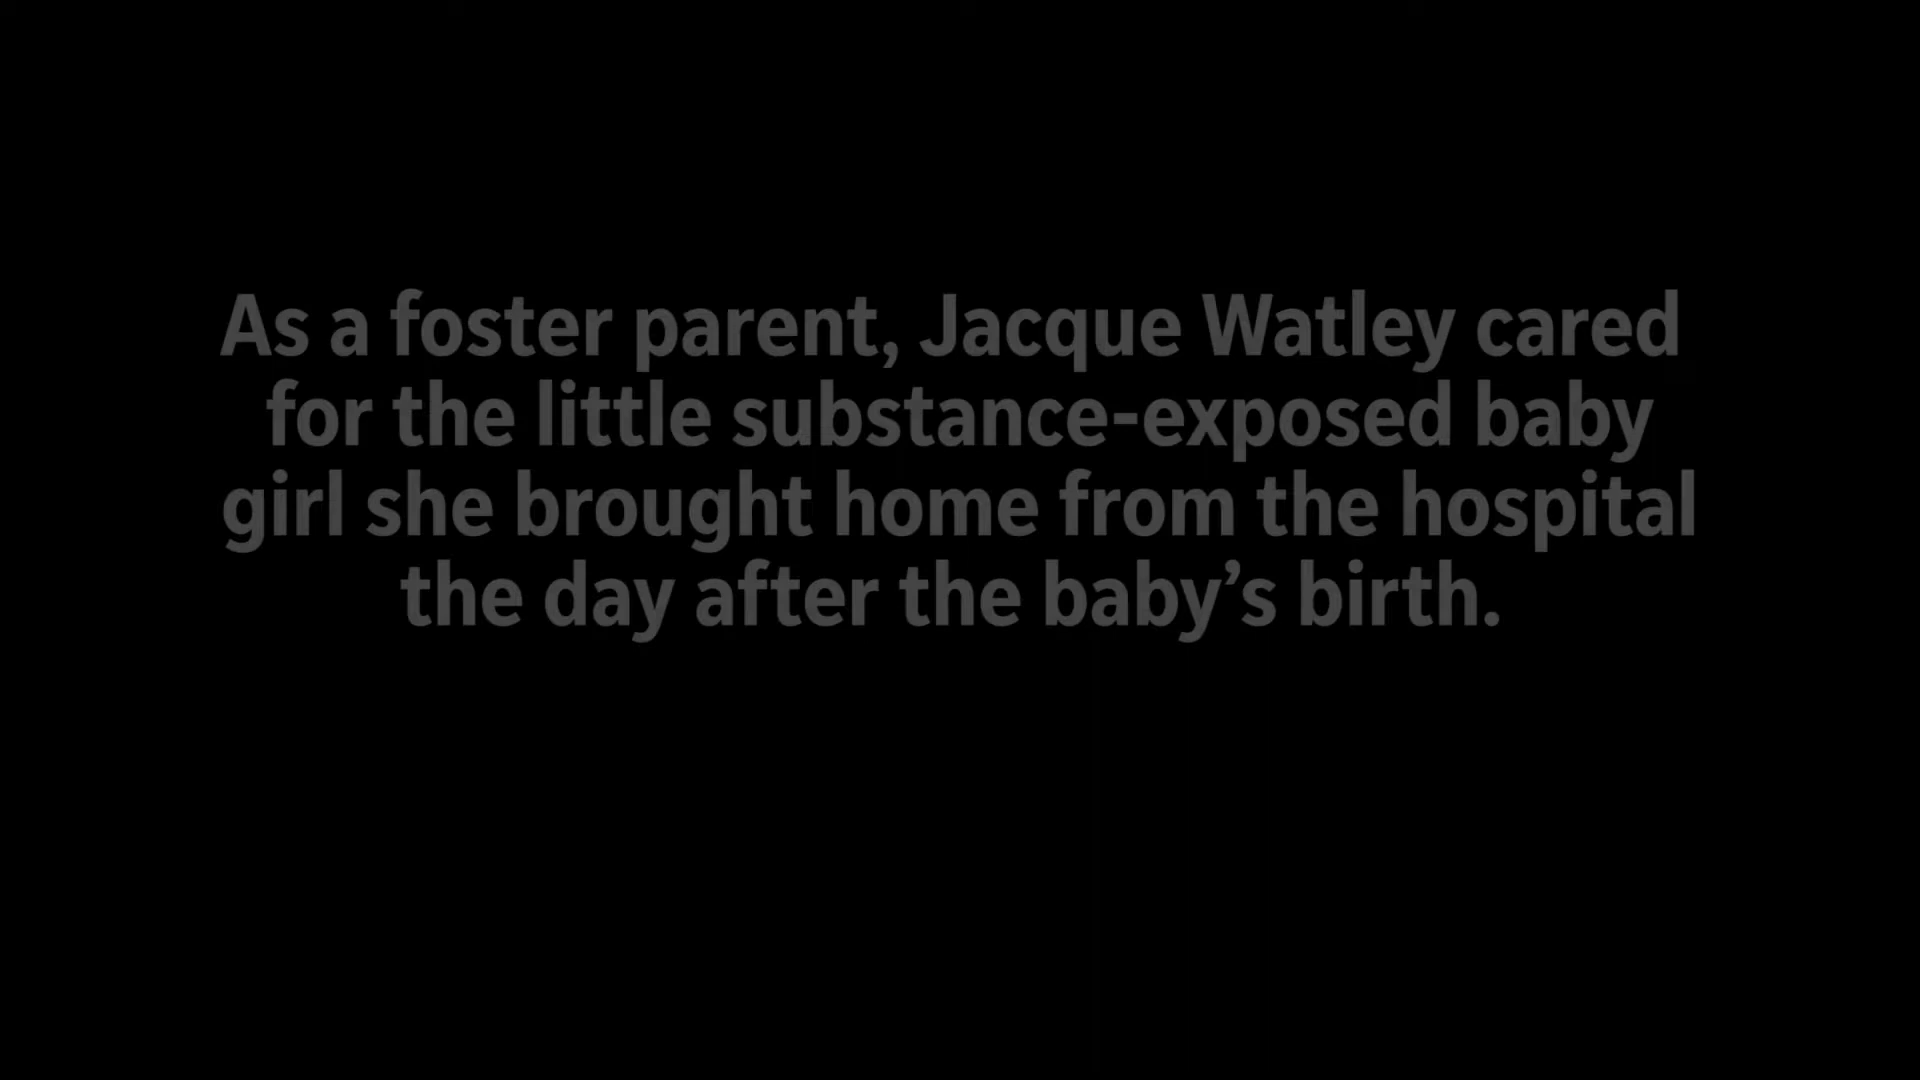 As a foster parent, Jacque Watley cared
for the little substance-exposed baby
girl she brought home from the hospital
the day after the baby’s birth.